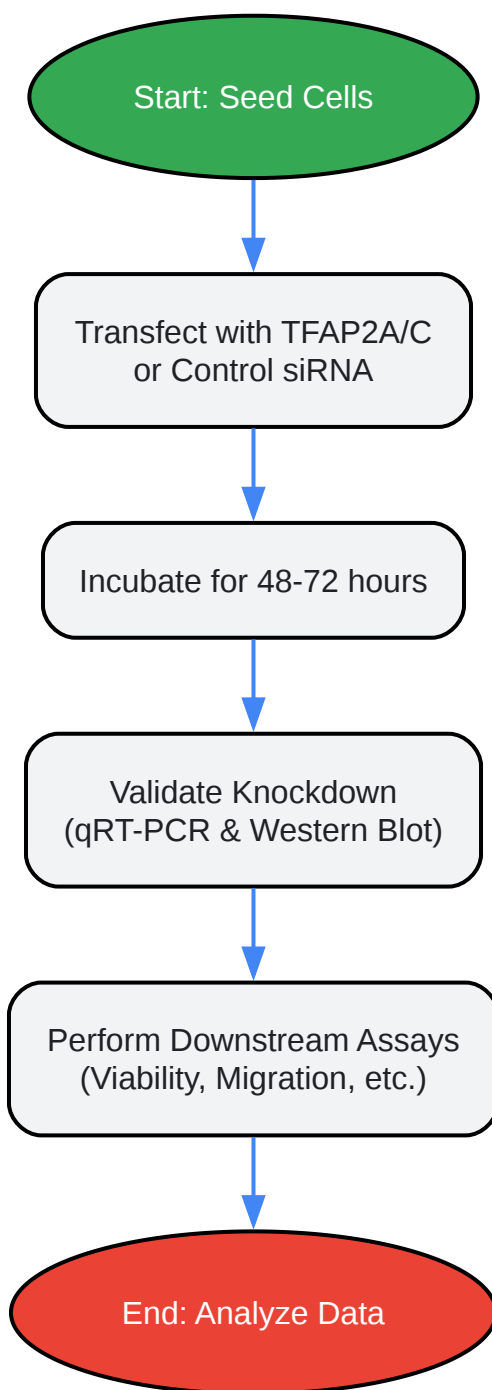 Start: Seed Cells
Transfect with TFAP2A/C
or Control siRNA
Incubate for 48-72 hours
Validate Knockdown
(qRT-PCR & Western Blot)
Perform Downstream Assays
(Viability, Migration, etc.)
End: Analyze Data